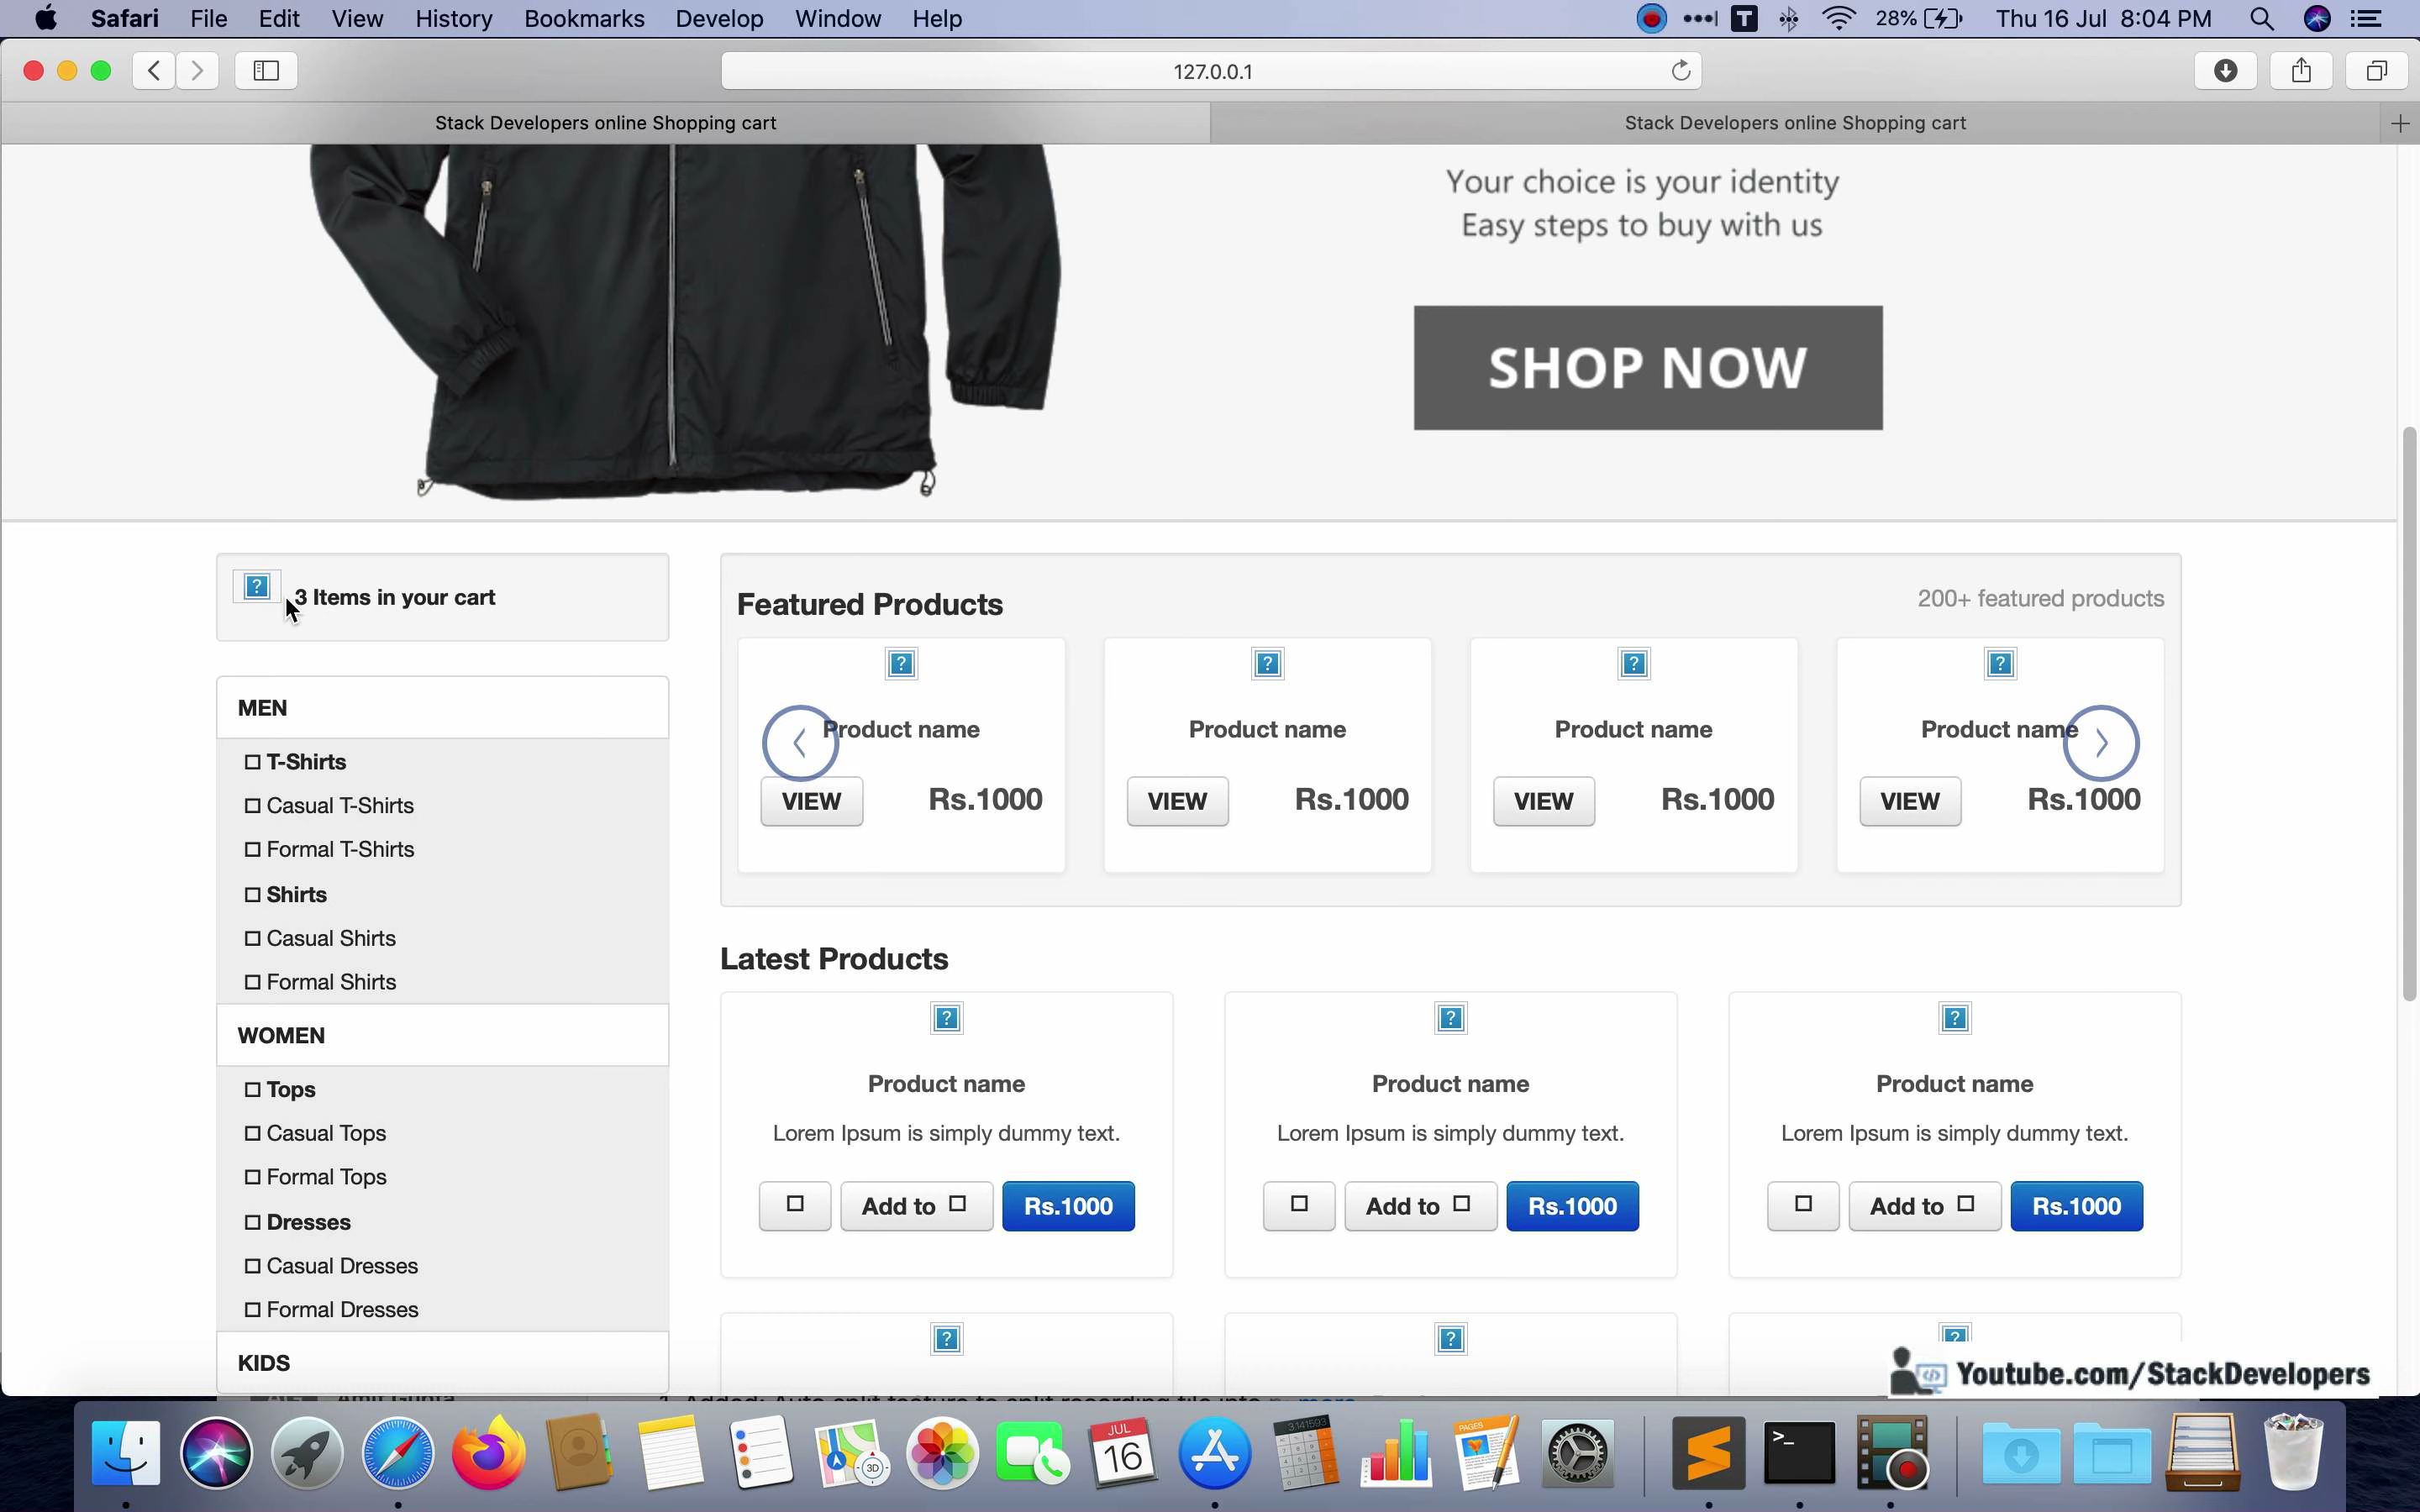 Safari File Edit View History Bookmarks Develop Window Help
T 28% Thu 16 Jul 8:04 PM
127.0.0.1
Stack Developers online Shopping cart
Stack Developers online Shopping cart
Your choice is your identity
Easy steps to buy with us
SHOP NOW
3 Items in your cart
MEN
T-Shirts
Casual T-Shirts
Formal T-Shirts
Shirts
Casual Shirts
Formal Shirts
WOMEN
Tops
Casual Tops
Formal Tops
Dresses
Casual Dresses
Formal Dresses
KIDS
Featured Products
200+ featured products
Product name
VIEW Rs.1000
Product name
VIEW Rs.1000
Product name
VIEW Rs.1000
Product name
VIEW Rs.1000
Latest Products
Product name
Lorem Ipsum is simply dummy text.
Add to Rs.1000
Product name
Lorem Ipsum is simply dummy text.
Add to Rs.1000
Product name
Lorem Ipsum is simply dummy text.
Add to Rs.1000
Youtube.com/StackDevelopers
3D
JUL
16
3.141593
PAGES